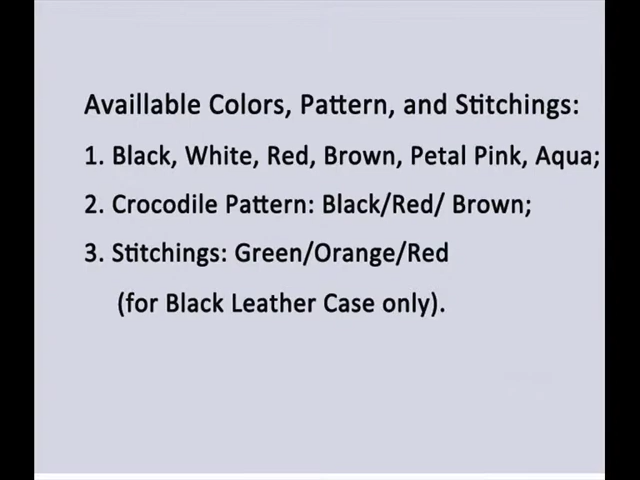 Availlable Colors, Pattern, and Stitchings:
1. Black, White, Red, Brown, Petal Pink, Aqua;
2. Crocodile Pattern: Black/Red/ Brown;
3. Stitchings: Green/Orange/Red
(for Black Leather Case only).